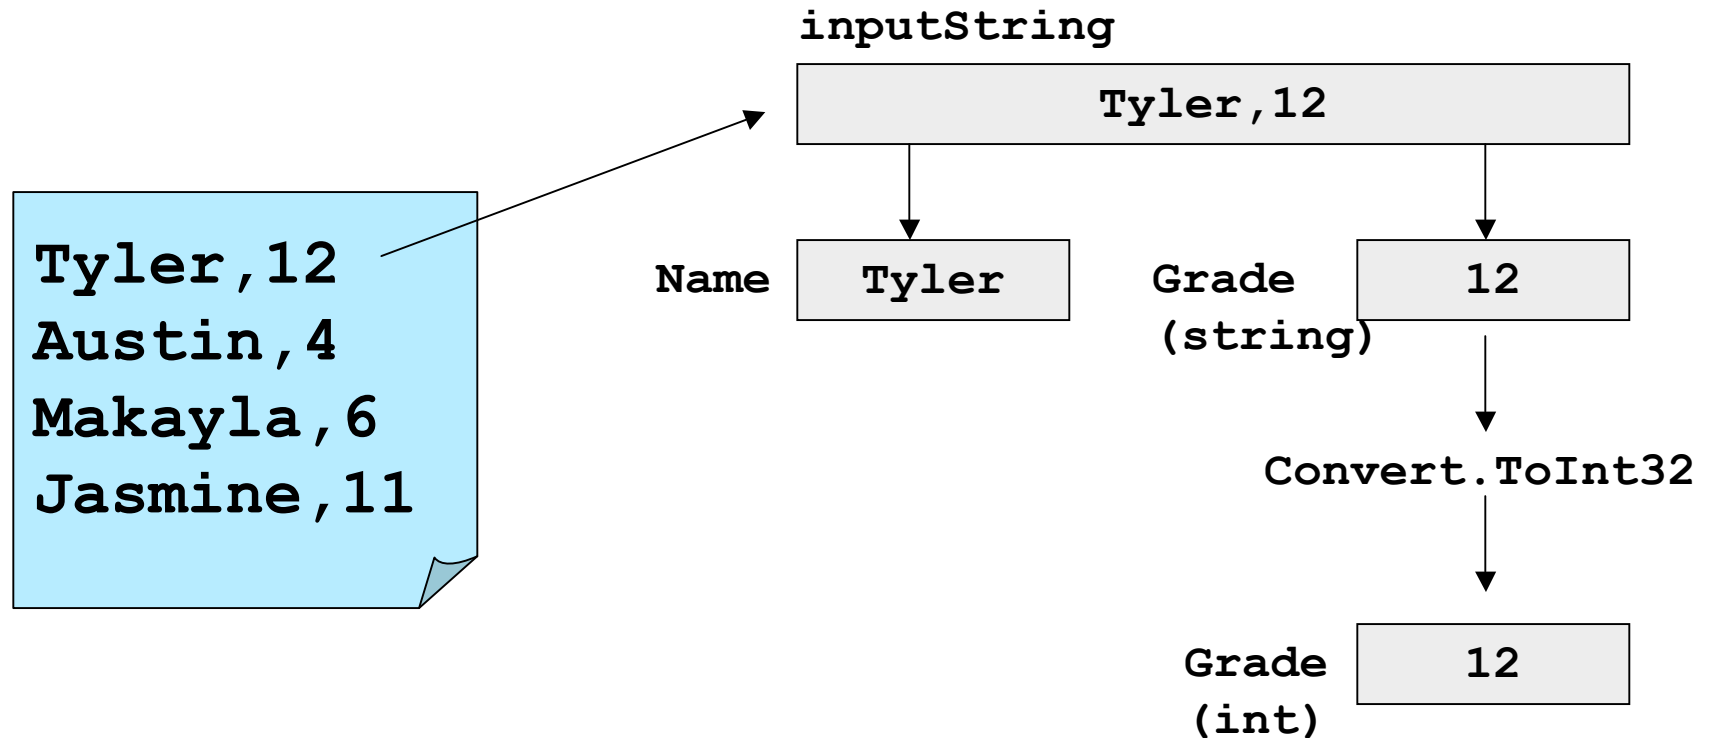 inputString
Tyler,12
Tyler,12
Austin,4
Makayla,6
Jasmine,11
Name
Tyler
Grade
(string)
12
Convert.ToInt32
Grade
(int)
12